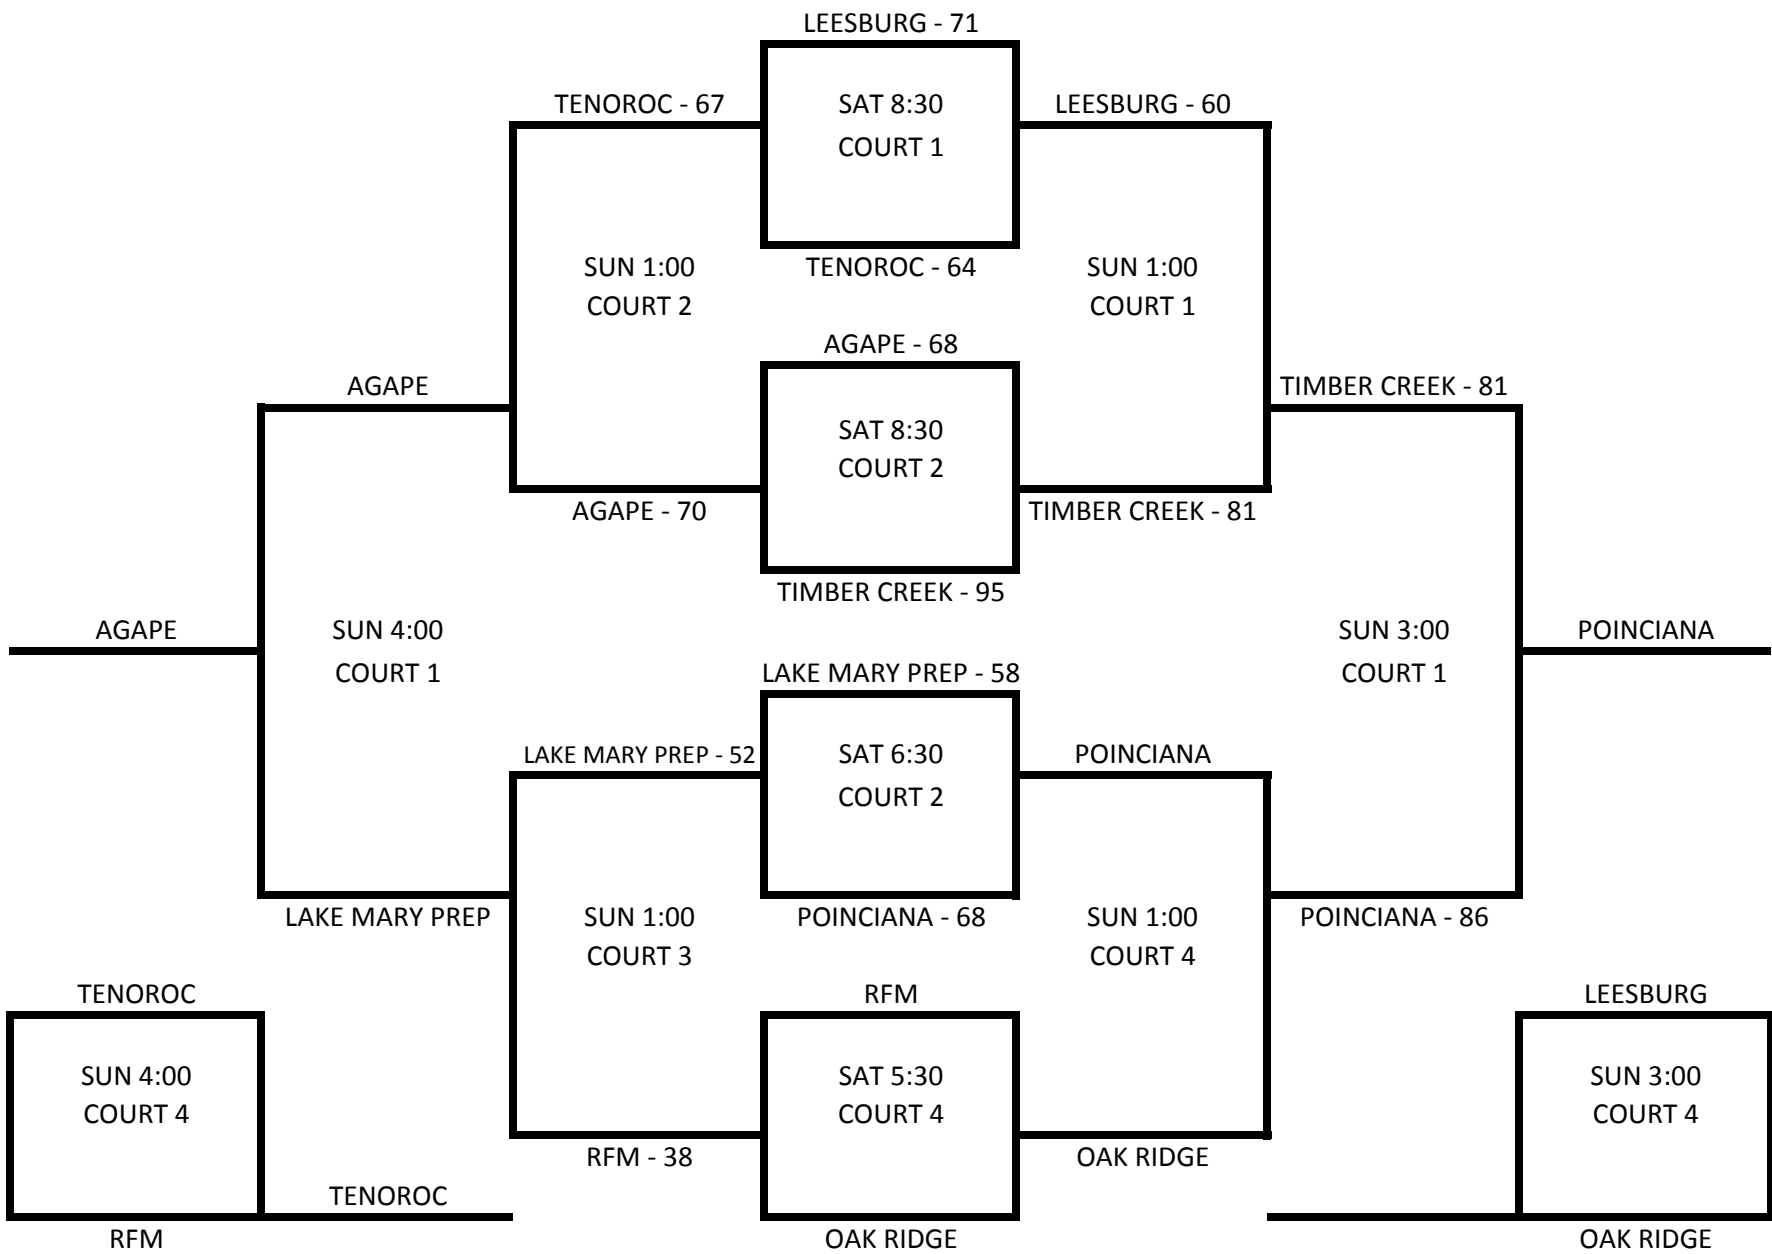 LEESBURG - 71
TENOROC - 67
SAT 8:30
COURT 1
LEESBURG - 60
SUN 1:00
COURT 2
TENOROC - 64
SUN 1:00
COURT 1
AGAPE - 68
AGAPE
TIMBER CREEK - 81
SAT 8:30
COURT 2
AGAPE - 70
TIMBER CREEK - 81
TIMBER CREEK - 95
AGAPE
SUN 4:00
COURT 1
SUN 3:00
COURT 1
POINCIANA
LAKE MARY PREP - 58
LAKE MARY PREP - 52
SAT 6:30
COURT 2
POINCIANA
LAKE MARY PREP
SUN 1:00
COURT 3
POINCIANA - 68
SUN 1:00
COURT 4
POINCIANA - 86
TENOROC
RFM
LEESBURG
SUN 4:00
COURT 4
SAT 5:30
COURT 4
SUN 3:00
COURT 4
RFM - 38
OAK RIDGE
TENOROC
RFM
OAK RIDGE
OAK RIDGE